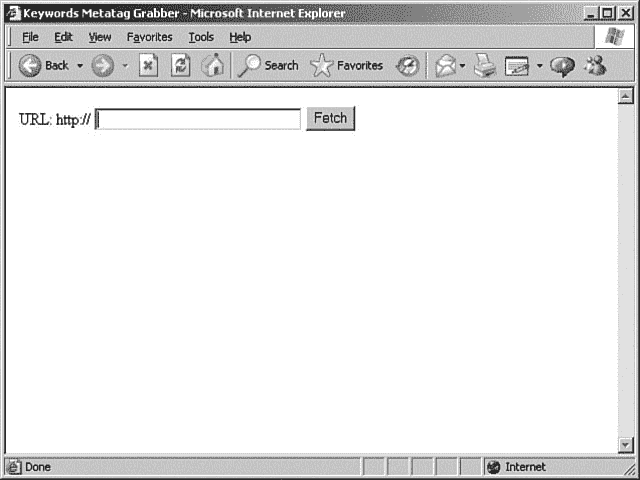 Keywords Metatag Grabber - Microsoft Internet Explorer
File Edit View Favorites Tools Help
Back Search Favorites
URL: http:// Fetch
Done Internet